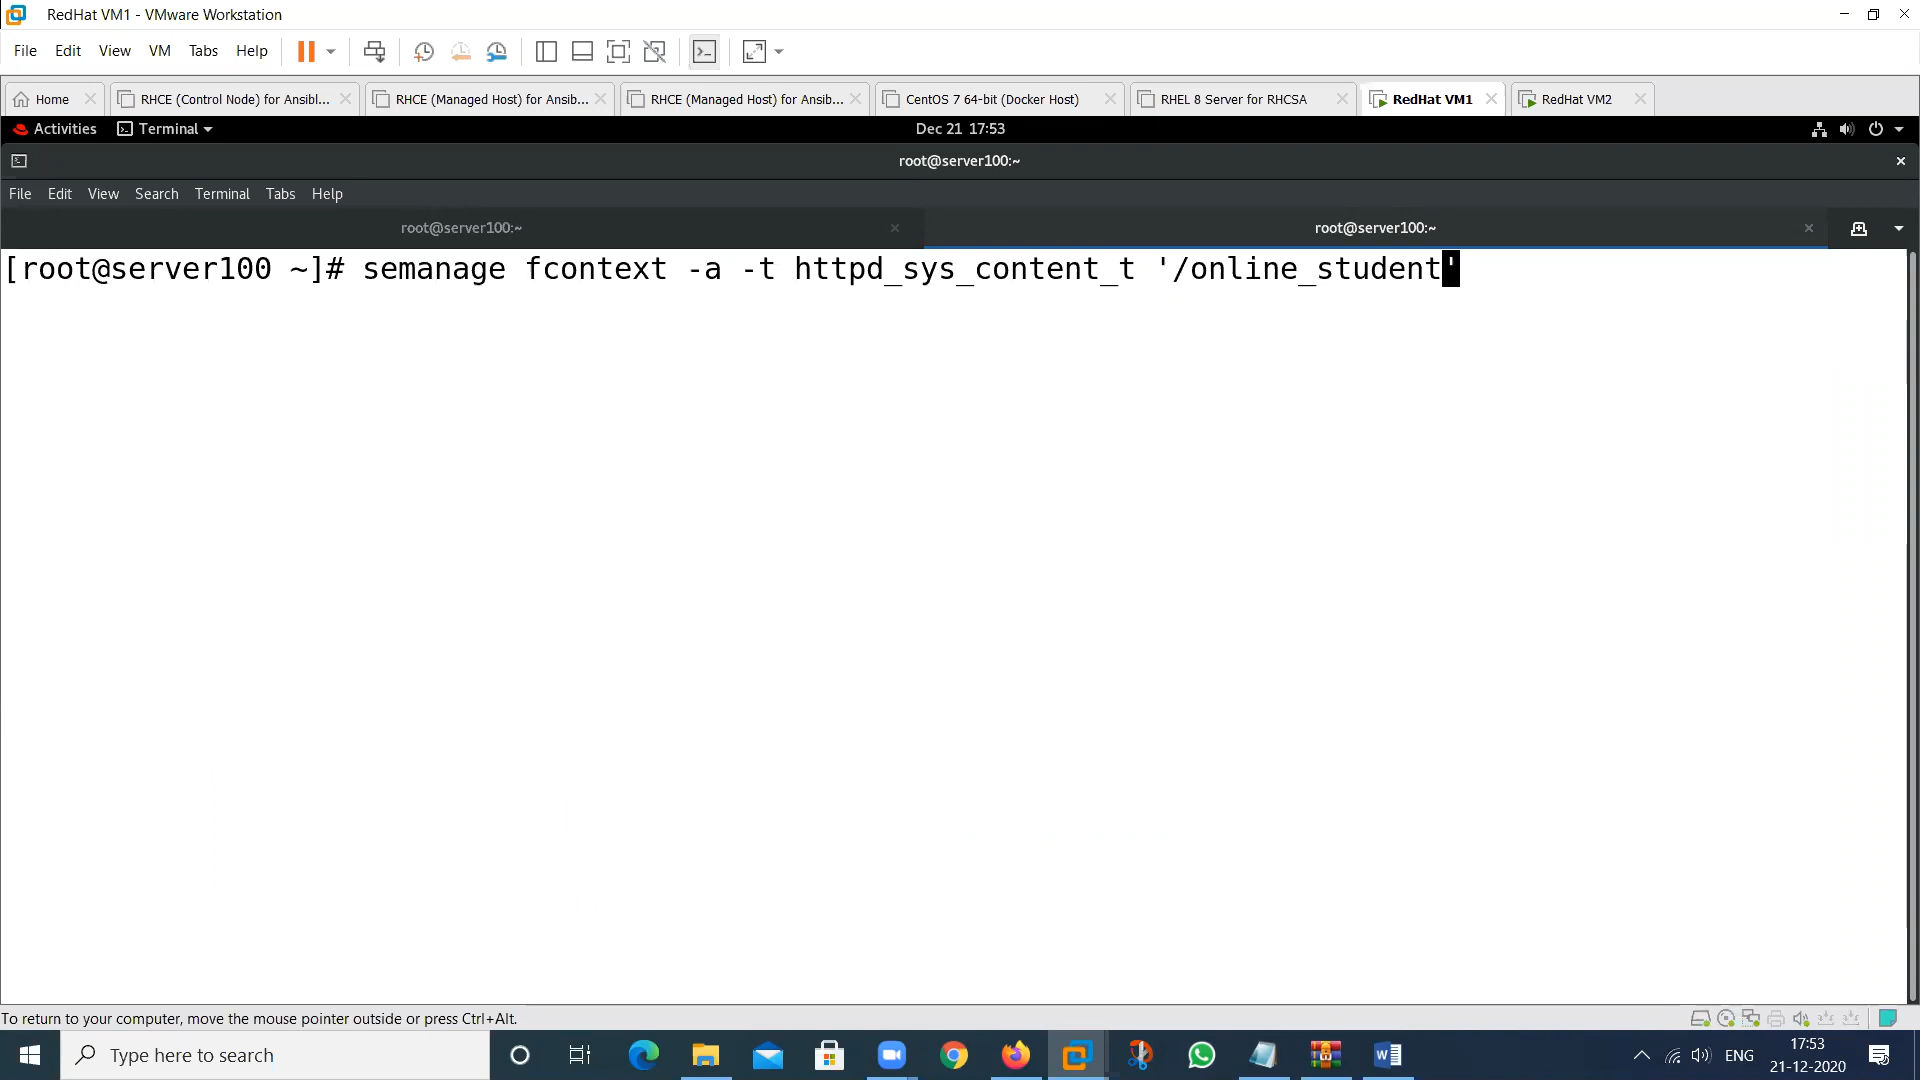 RedHat VM1 - VMware Workstation
File Edit View VM Tabs Help
Home RHCE (Control Node) for Ansibl... RHCE (Managed Host) for Ansib... RHCE (Managed Host) for Ansib... CentOS 7 64-bit (Docker Host) RHEL 8 Server for RHCSA RedHat VM1 RedHat VM2
Activities Terminal Dec 21 17:53
root@server100:~
File Edit View Search Terminal Tabs Help
root@server100:~ root@server100:~
[root@server100 ~]# semanage fcontext -a -t httpd_sys_content_t '/online_student'
To return to your computer, move the mouse pointer outside or press Ctrl+Alt.
Type here to search
ENG
17:53
21-12-2020